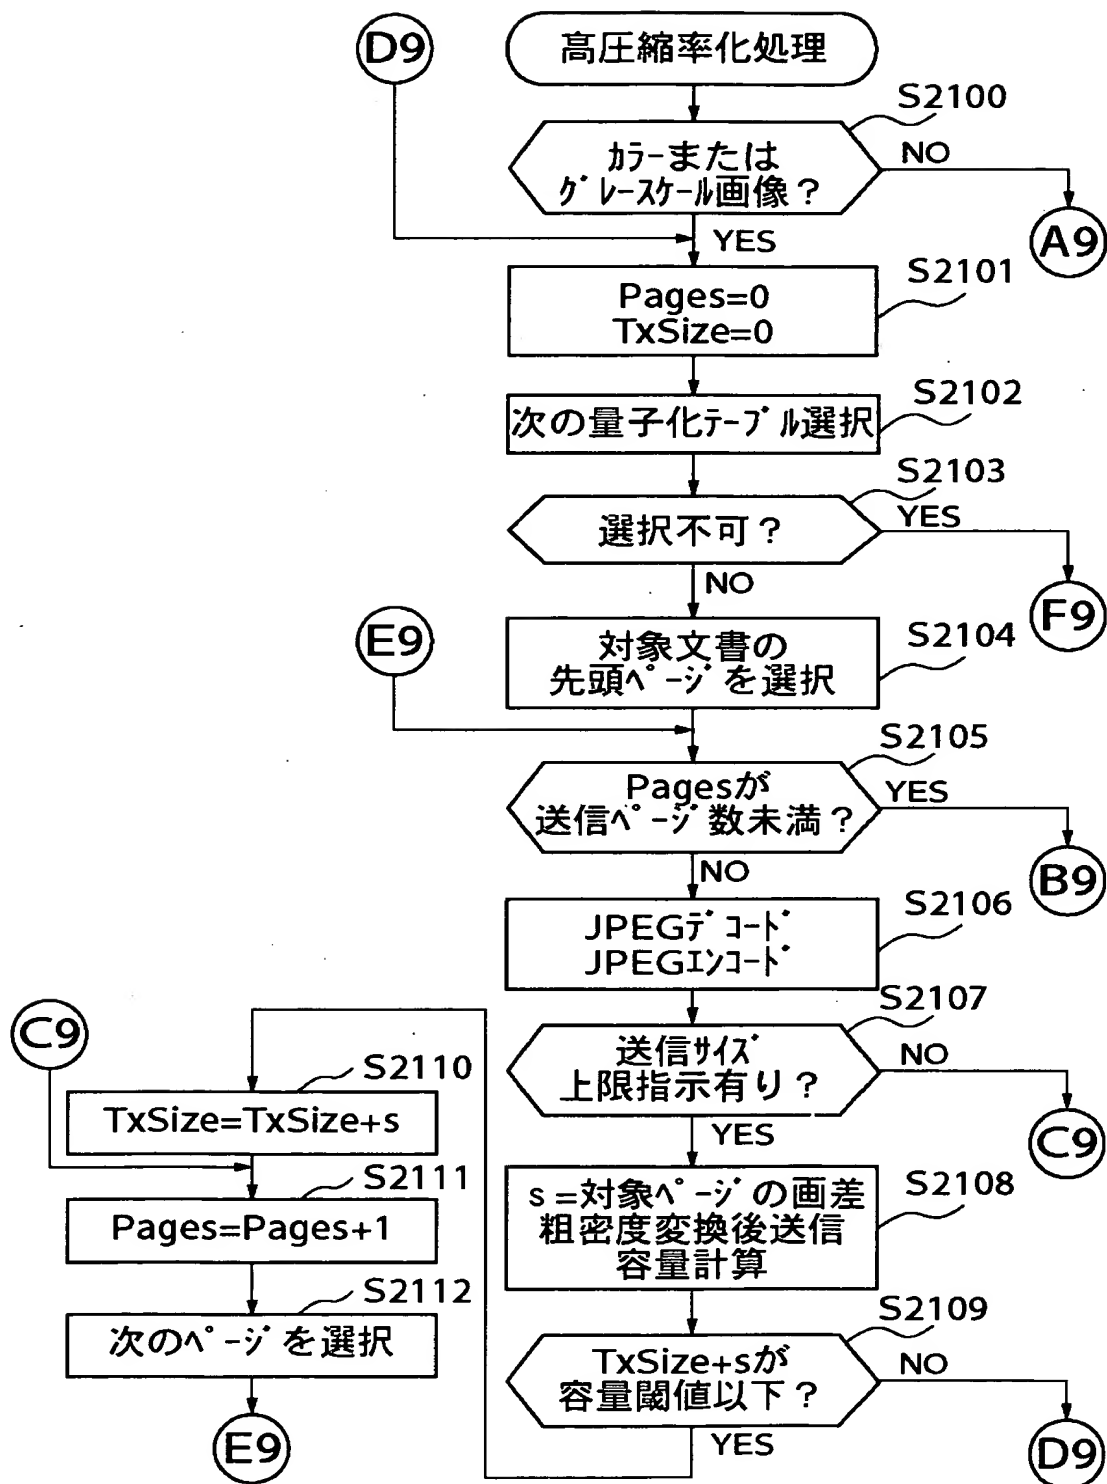 D9
高圧縮率化処理
S2100
カラーまたは
グレースケール画像？
NO
A9
YES
S2101
Pages=0
TxSize=0
S2102
次の量子化テーブル選択
S2103
選択不可？
YES
F9
NO
E9
S2104
対象文書の
先頭ページを選択
S2105
Pagesが
送信ページ数未満？
YES
B9
NO
S2106
JPEGデコード
JPEGエンコード
S2107
送信サイズ
上限指示有り？
NO
C9
YES
S2108
s=対象ページの画差
粗密度変換後送信
容量計算
S2109
TxSize+sが
容量閾値以下？
NO
D9
YES
C9
S2110
TxSize=TxSize+s
S2111
Pages=Pages+1
S2112
次のページを選択
E9